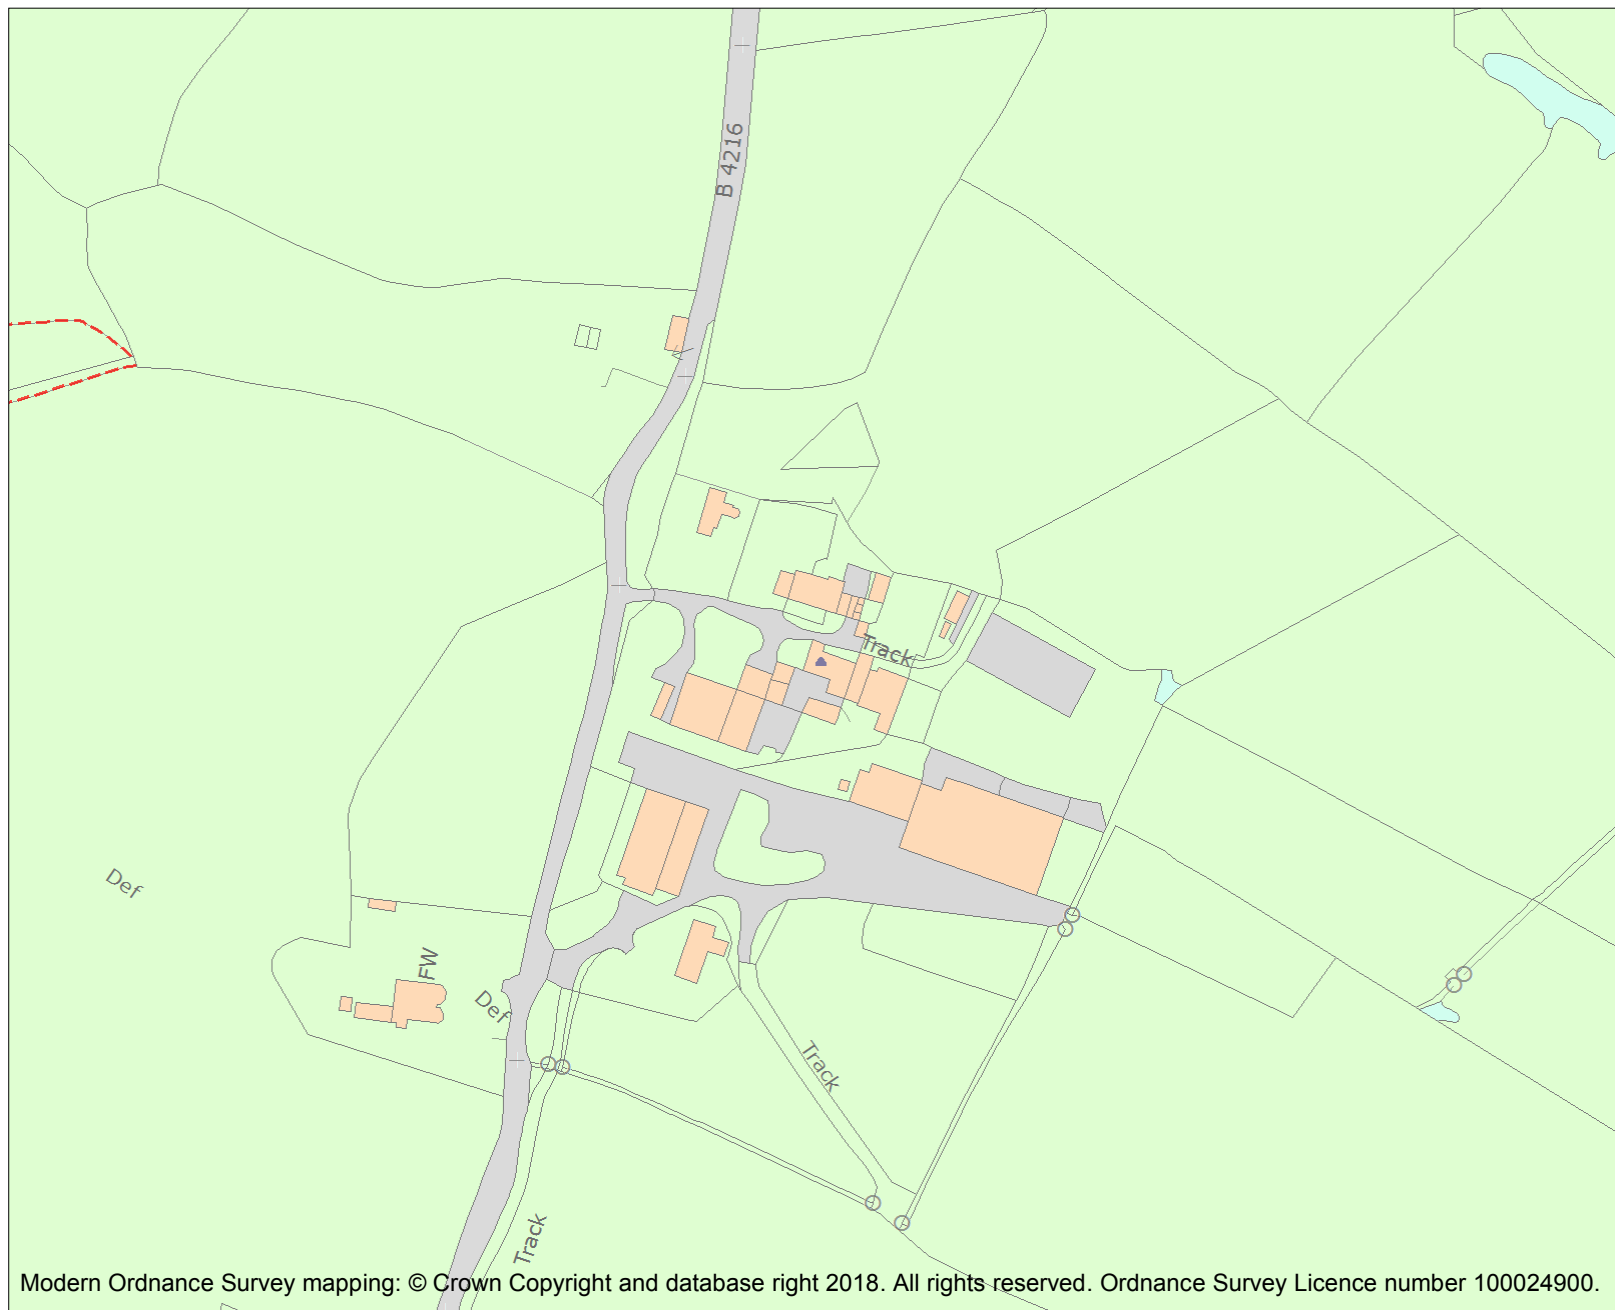 B 4216
Track
Def
FW
Def
Track
Track
Modern Ordnance Survey mapping: © Crown Copyright and database right 2018. All rights reserved. Ordnance Survey Licence number 100024900.